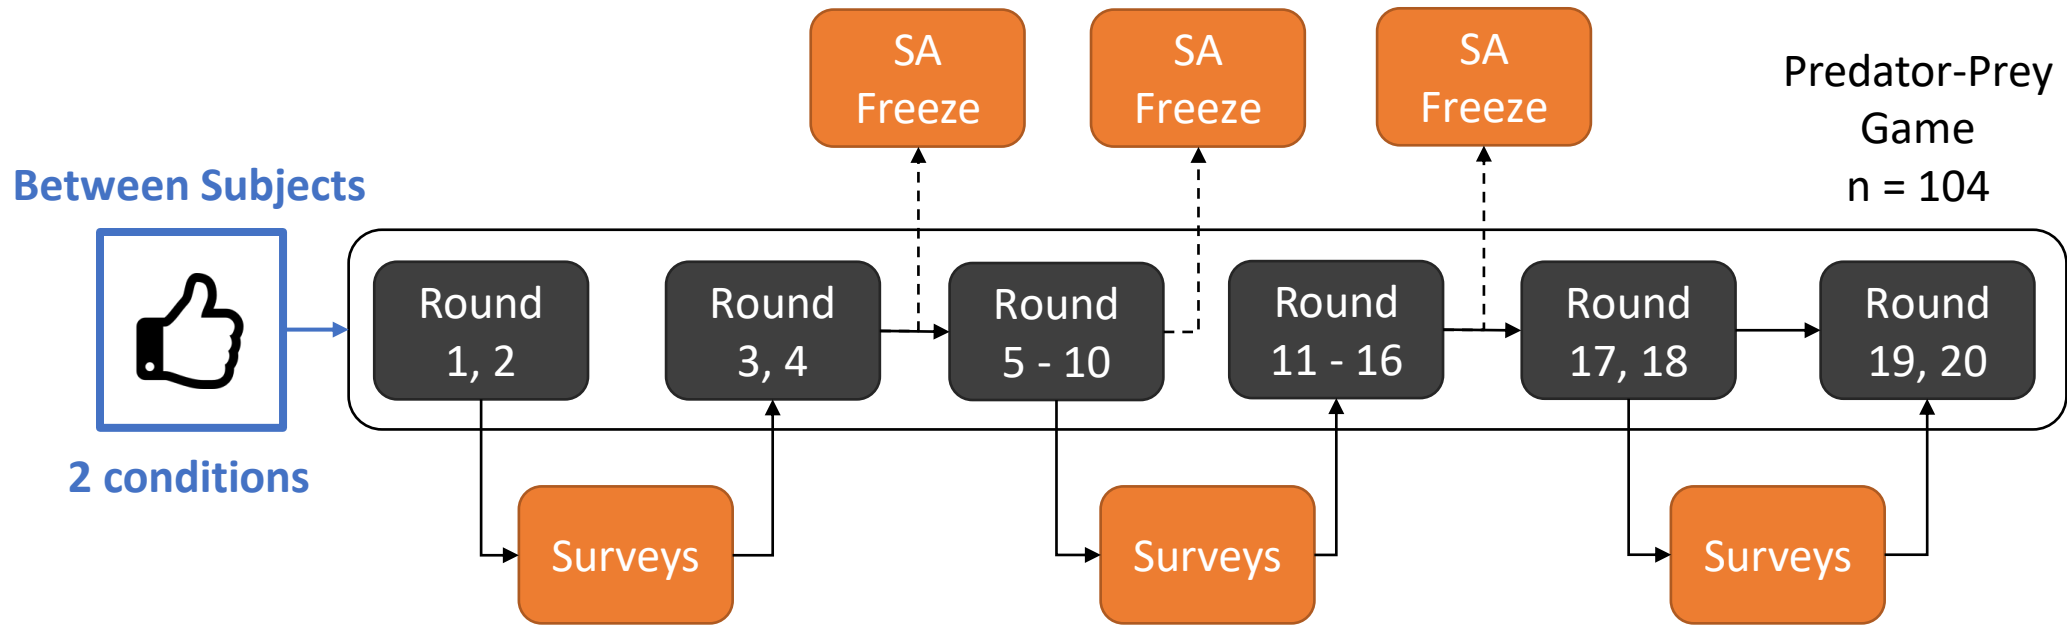 SA
Freeze
SA
Freeze
SA
Freeze
Predator-Prey
Game
n = 104
Between Subjects
2 conditions
Round
1, 2
Round
3, 4
Round
5 - 10
Round
11 - 16
Round
17, 18
Round
19, 20
Surveys
Surveys
Surveys